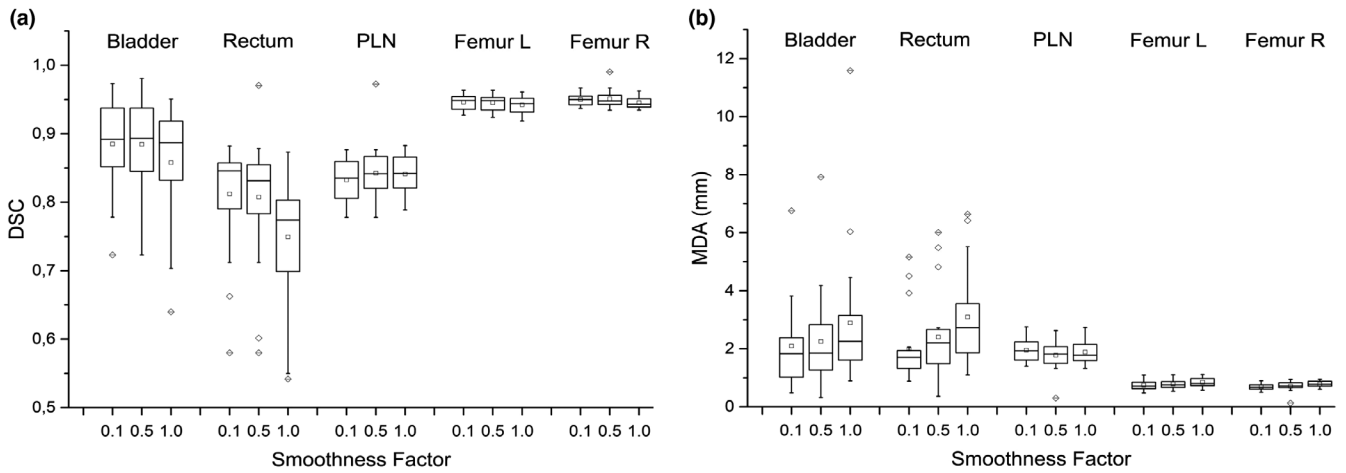 (a)
Bladder Rectum PLN Femur L Femur R
1,0
0,9
0,8
0,7
0,6
0,5
DSC
0.1 0.5 1.0 0.1 0.5 1.0 0.1 0.5 1.0 0.1 0.5 1.0 0.1 0.5 1.0
Smoothness Factor
(b)
Bladder Rectum PLN Femur L Femur R
12
10
8
6
4
2
0
MDA (mm)
0.1 0.5 1.0 0.1 0.5 1.0 0.1 0.5 1.0 0.1 0.5 1.0 0.1 0.5 1.0
Smoothness Factor